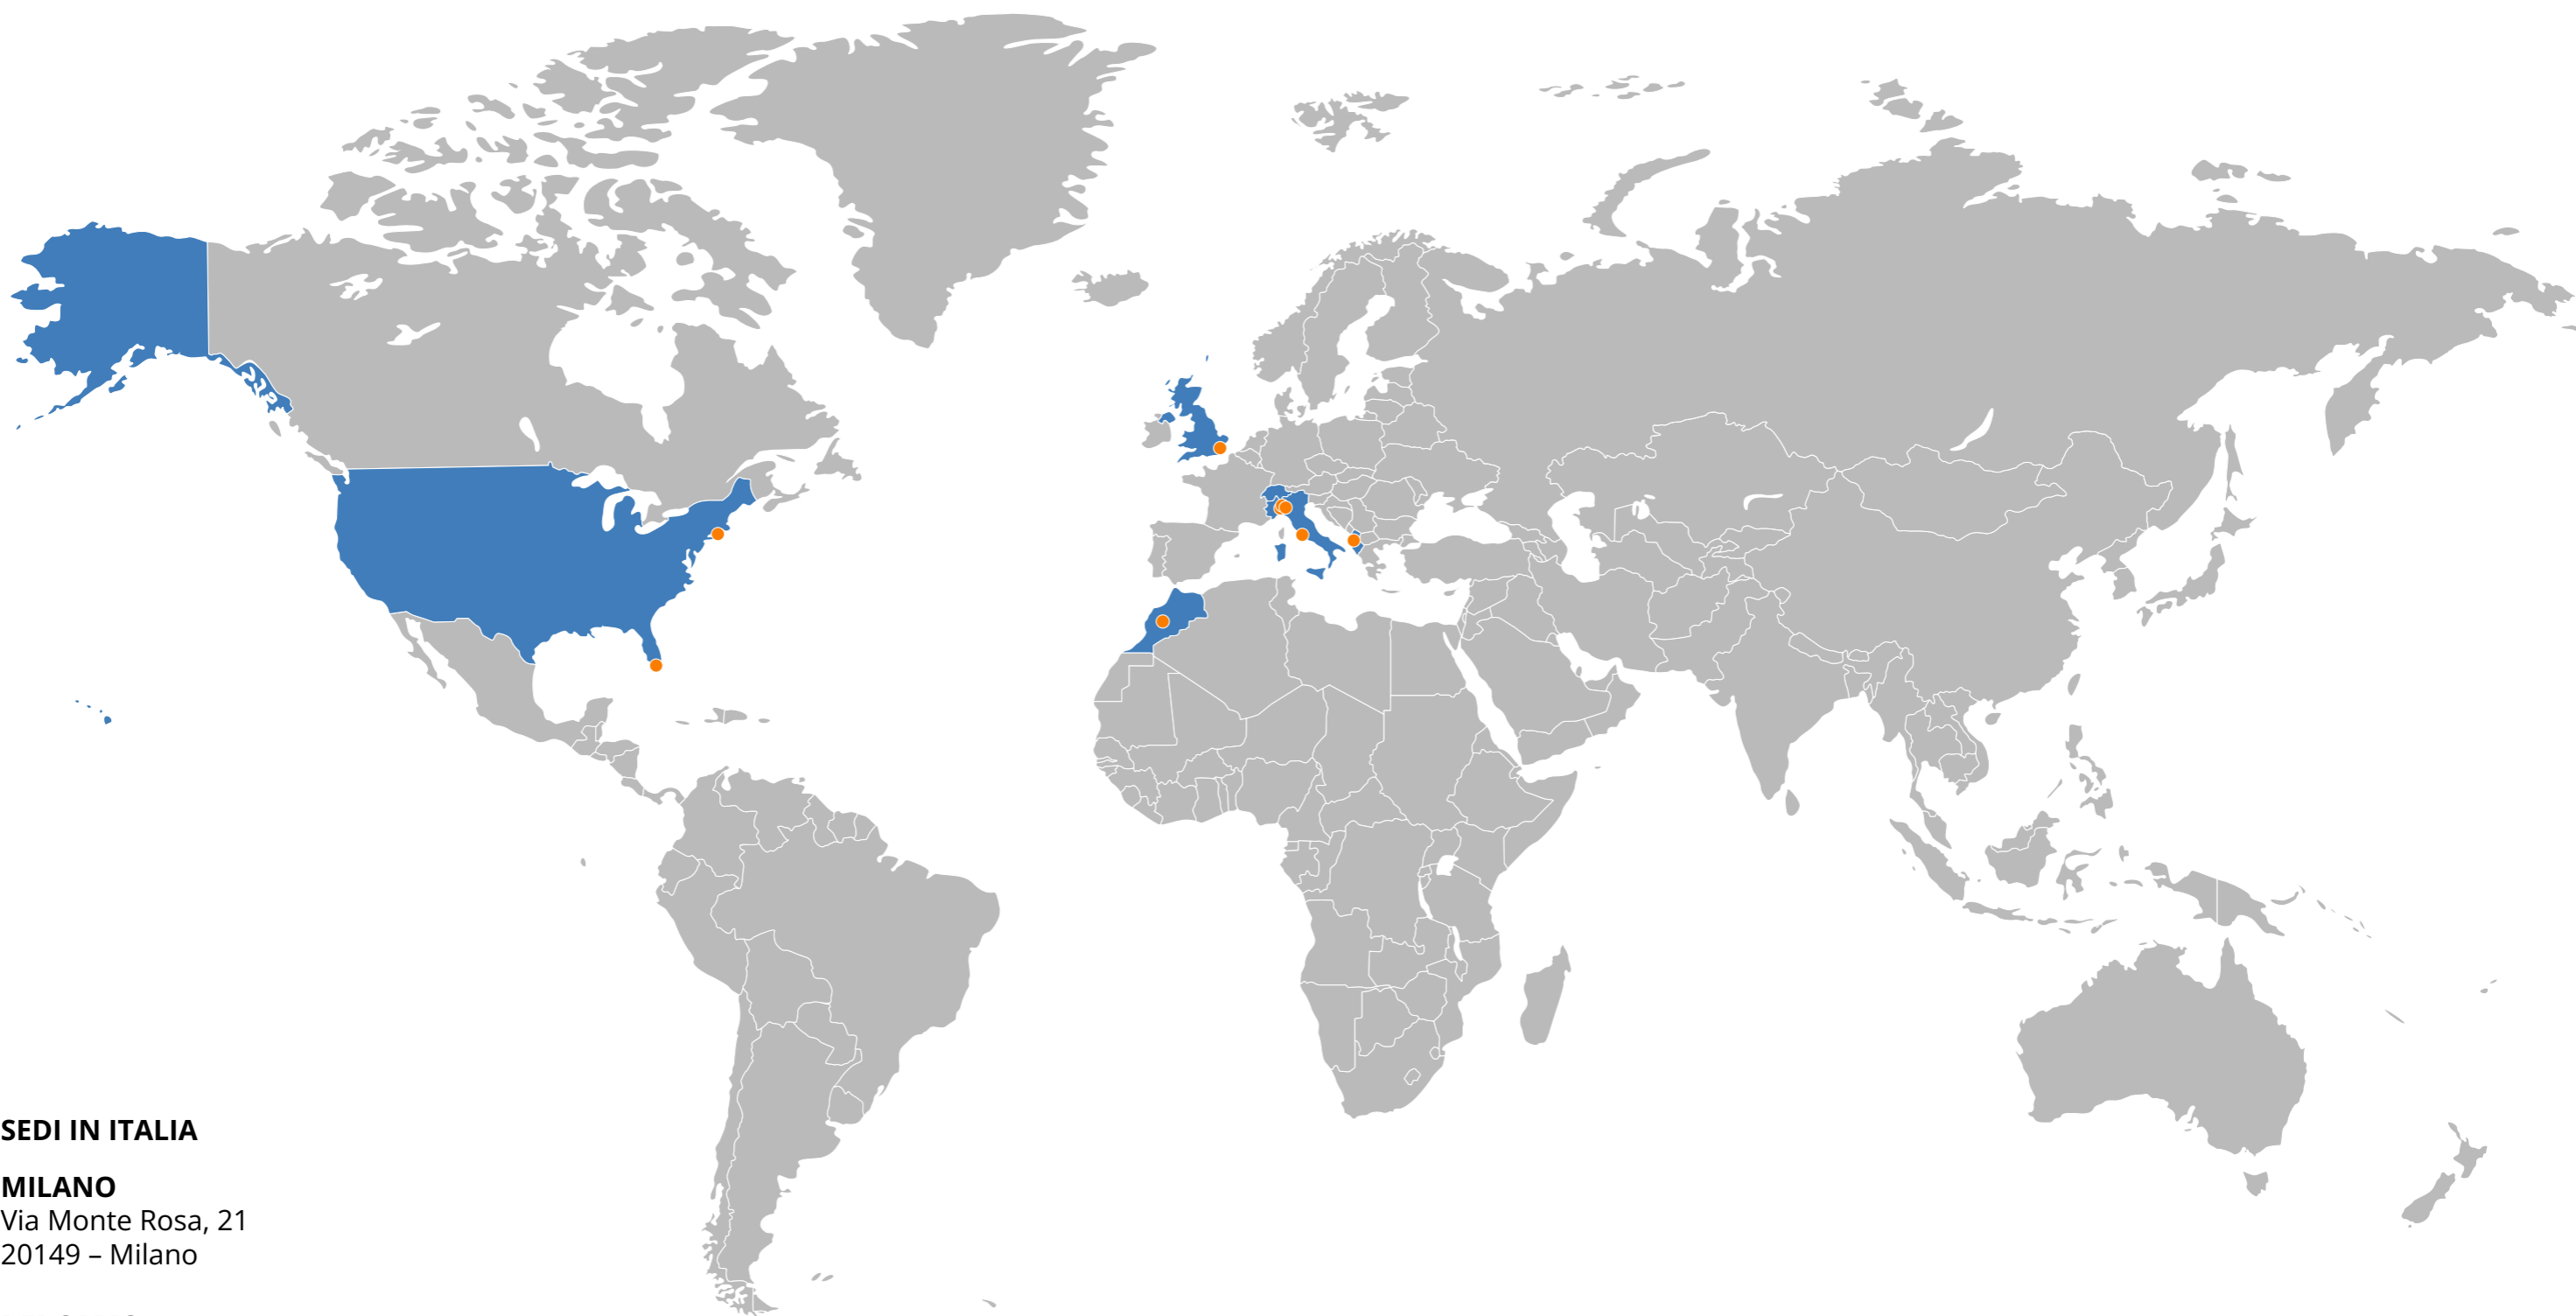 SEDI IN ITALIA
MILANO
Via Monte Rosa, 21
20149 – Milano